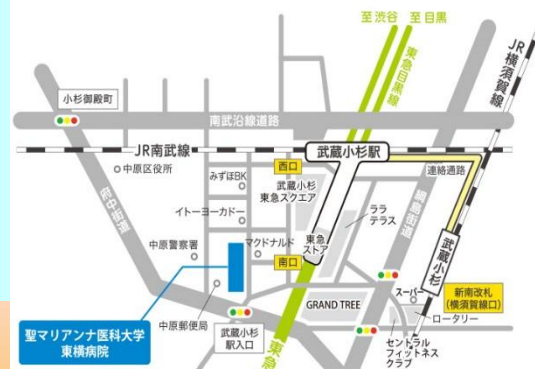 至渋谷
至目黒
東急目黒線
JR横須賀線
小杉御殿町
南武沿線道路
JR南武線
武蔵小杉駅
中原区役所
西口
連絡通路
みずほBK
武蔵小杉
東急スクエア
府中街道
イトーヨーカドー
ララ
テラス
綱島街道
東急
ストア
武蔵小杉
中原警察署
マクドナルド
南口
スーパー
新南改札
(横須賀線口)
GRAND TREE
ロータリー
聖マリアンナ医科大学
東横病院
中原郵便局
武蔵小杉
駅入口
セントラル
フィットネス
クラブ
東急